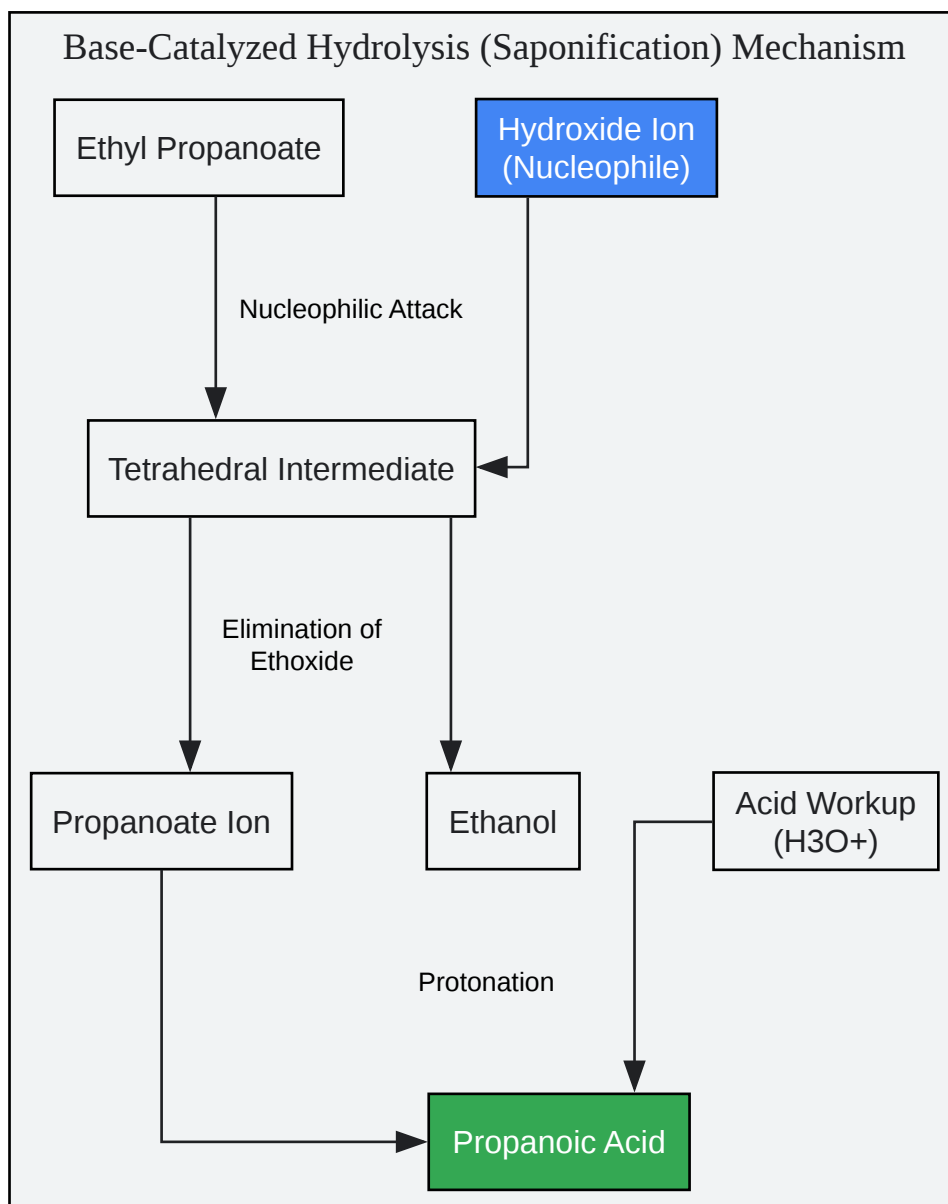 Base-Catalyzed Hydrolysis (Saponification) Mechanism
Ethyl Propanoate
Hydroxide Ion
(Nucleophile)
Nucleophilic Attack
Tetrahedral Intermediate
Elimination of
Ethoxide
Propanoate Ion
Ethanol
Acid Workup
(H3O+)
Protonation
Propanoic Acid